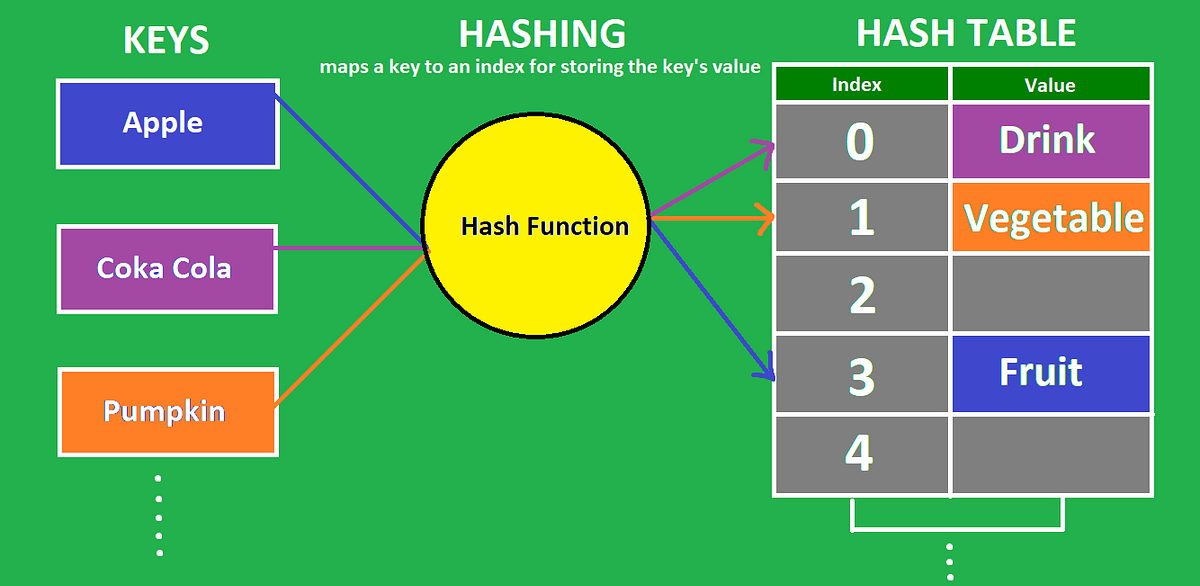 KEYS
Apple
Coka Cola
Pumpkin
HASHING
maps a key to an index for storing the key's value
Hash Function
HASH TABLE
Index Value
0 Drink
1 Vegetable
2
3 Fruit
4